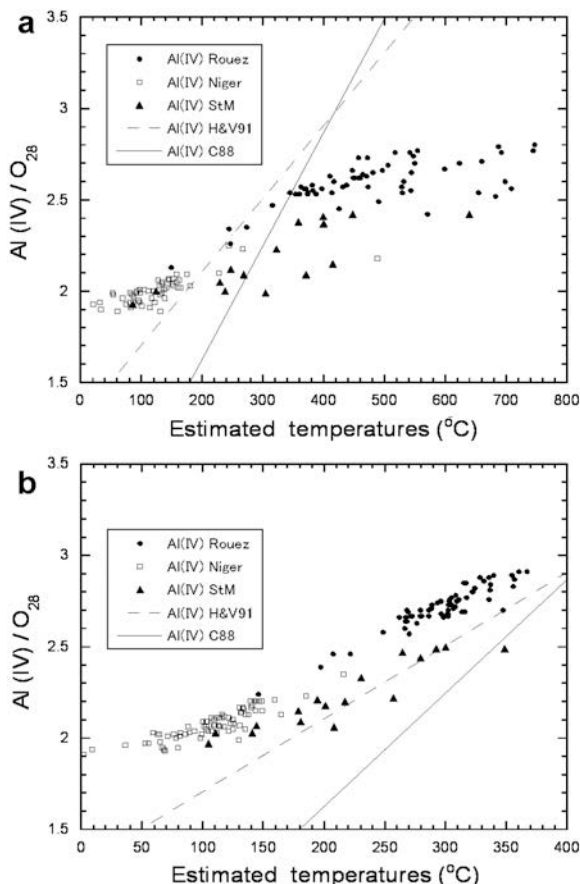 a
3.5
3
2.5
2
1.5
Al (IV) / O28
Al(IV) Rouez
Al(IV) Niger
Al(IV) StM
Al(IV) H&V91
Al(IV) C88
0 100 200 300 400 500 600 700 800
Estimated temperatures (°C)
b
3.5
3
2.5
2
1.5
Al (IV) / O28
Al(IV) Rouez
Al(IV) Niger
Al(IV) StM
Al(IV) H&V91
Al(IV) C88
0 50 100 150 200 250 300 350 400
Estimated temperatures (°C)